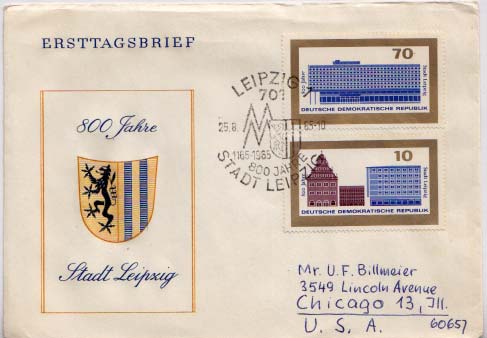 ERSTTAGSBRIEF
800 Jahre
Stadt Leipzig
LEIPZIG
701
25.8.
65-10
1165-1965
800 JAHRE
STADT LEIPZIG
70
800 Jahre
Stadt Leipzig
DEUTSCHE DEMOKRATISCHE REPUBLIK
10
800 Jahre
Stadt Leipzig
DEUTSCHE DEMOKRATISCHE REPUBLIK
Mr. U. F. Billmeier
3549 Lincoln Avenue
Chicago 13, Ill.
U. S. A. 60657